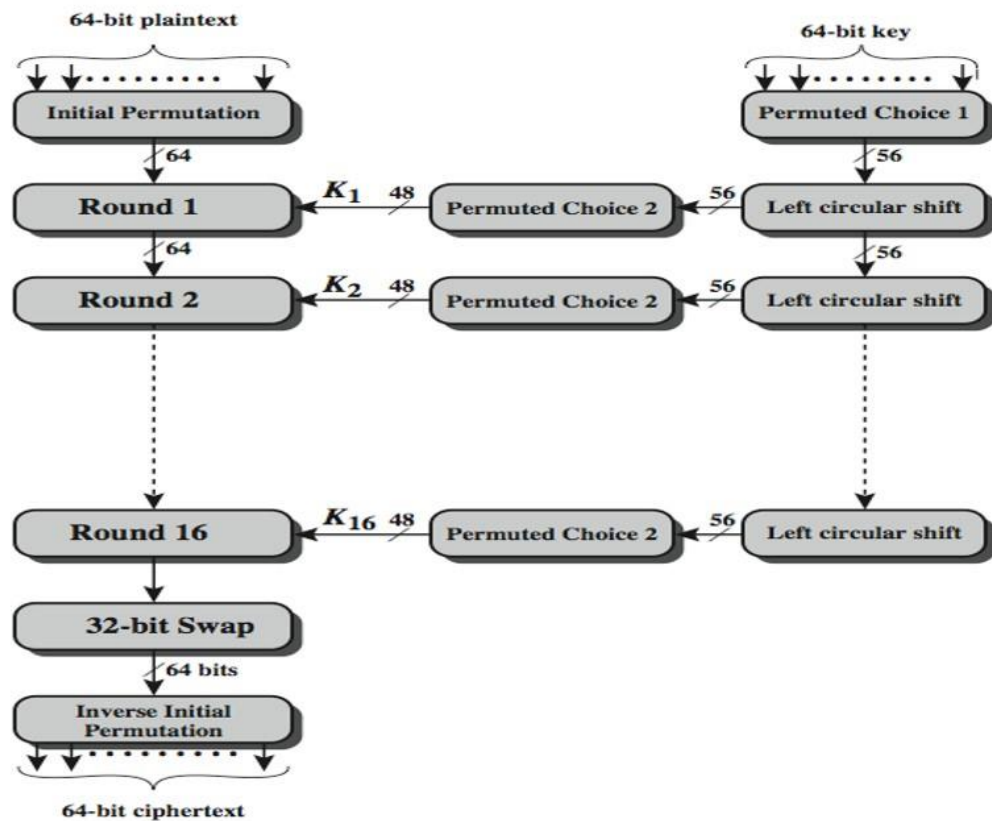 64-bit plaintext
64-bit key
Initial Permutation
Permuted Choice 1
64
56
Round 1
K1
48
Permuted Choice 2
56
Left circular shift
64
56
Round 2
K2
48
Permuted Choice 2
56
Left circular shift
Round 16
K16
48
Permuted Choice 2
56
Left circular shift
32-bit Swap
64 bits
Inverse Initial
Permutation
64-bit ciphertext